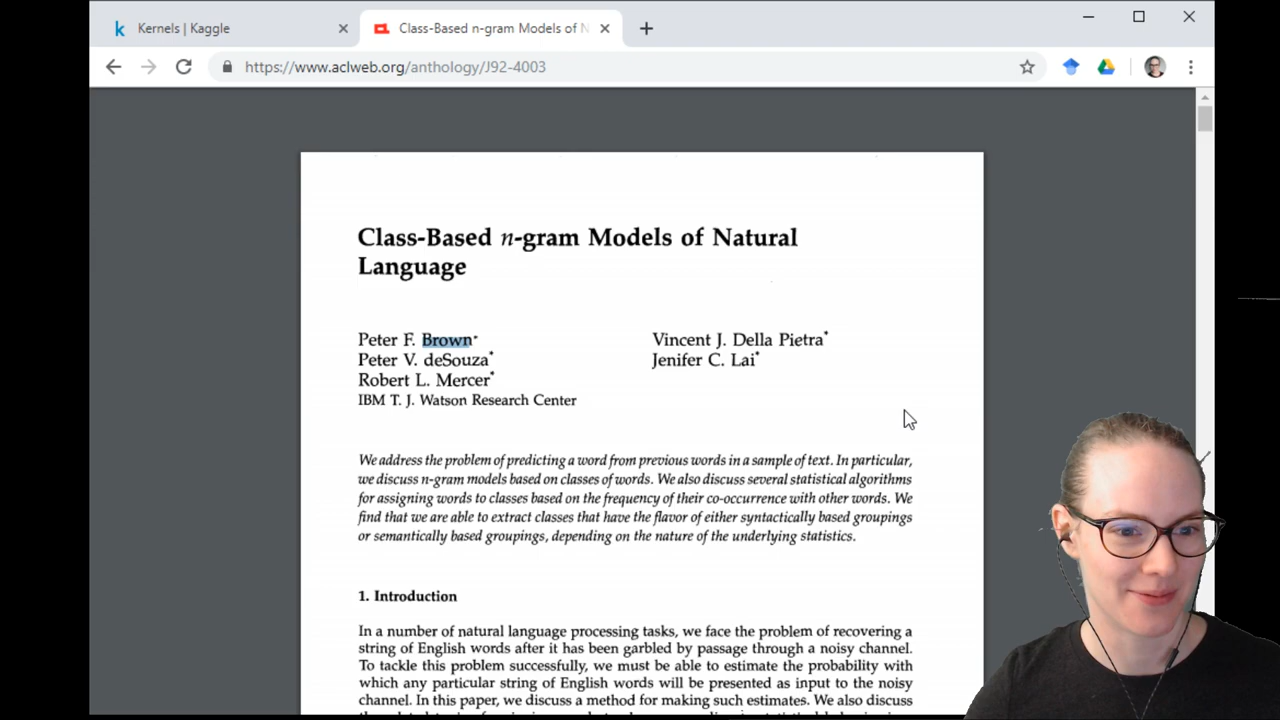 Kernels | Kaggle
Class-Based n-gram Models of N
https://www.aclweb.org/anthology/J92-4003
Class-Based n-gram Models of Natural
Language
Peter F. Brown*
Vincent J. Della Pietra*
Peter V. deSouza*
Jenifer C. Lai*
Robert L. Mercer*
IBM T. J. Watson Research Center
We address the problem of predicting a word from previous words in a sample of text. In particular,
we discuss n-gram models based on classes of words. We also discuss several statistical algorithms
for assigning words to classes based on the frequency of their co-occurrence with other words. We
find that we are able to extract classes that have the flavor of either syntactically based groupings
or semantically based groupings, depending on the nature of the underlying statistics.
1. Introduction
In a number of natural language processing tasks, we face the problem of recovering a
string of English words after it has been garbled by passage through a noisy channel.
To tackle this problem successfully, we must be able to estimate the probability with
which any particular string of English words will be presented as input to the noisy
channel. In this paper, we discuss a method for making such estimates. We also discuss